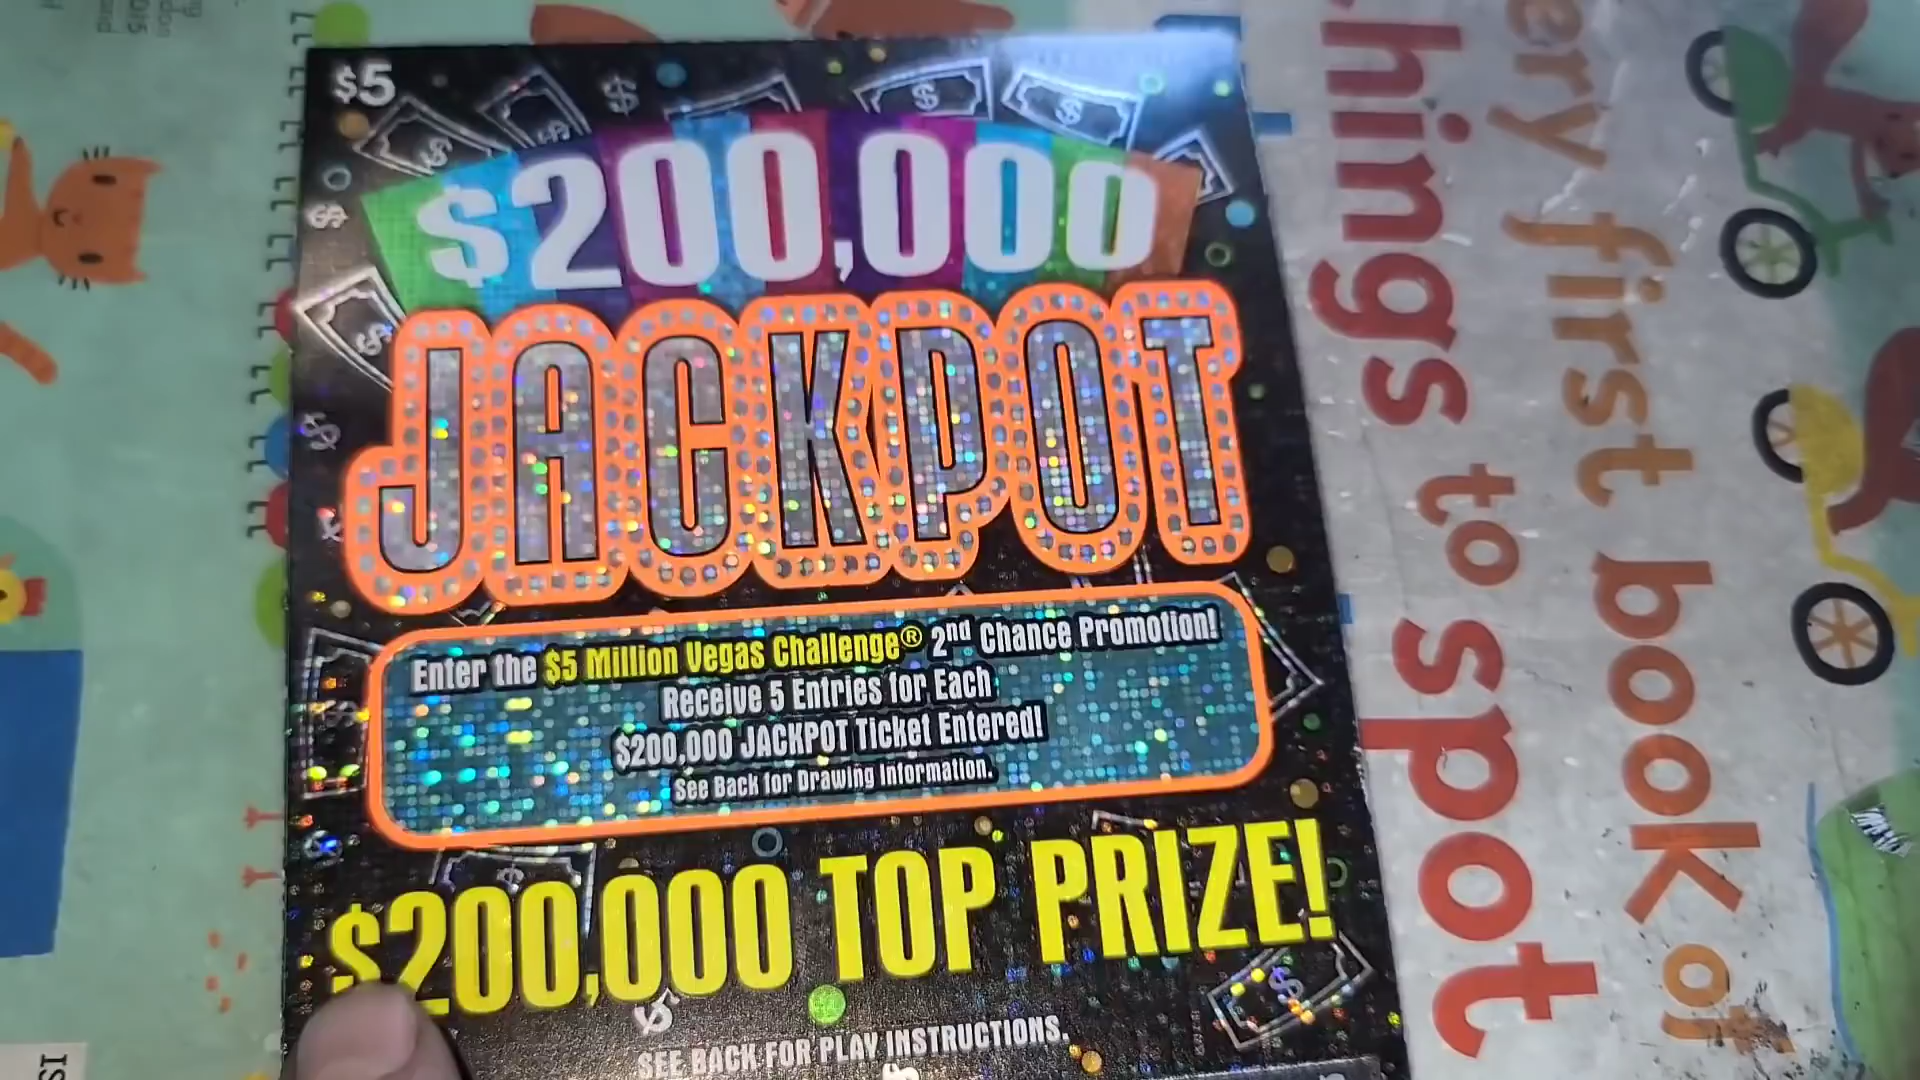 $5
$200,000
JACKPOT
Enter the $5 Million Vegas Challenge® 2nd Chance Promotion!
Receive 5 Entries for Each
$200,000 JACKPOT Ticket Entered!
See Back for Drawing Information.
$200,000 TOP PRIZE!
SEE BACK FOR PLAY INSTRUCTIONS.
ery first book of
things to spot